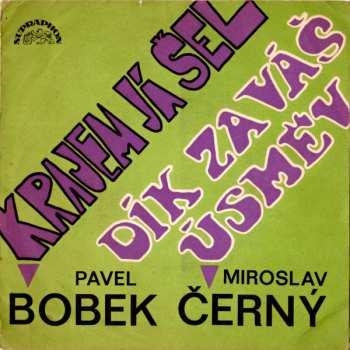 SUPRAPHON
KRAJEM JÁ ŠEL
DÍK ZA VÁŠ
ÚSMĚV
PAVEL
BOBEK
MIROSLAV
ČERNÝ